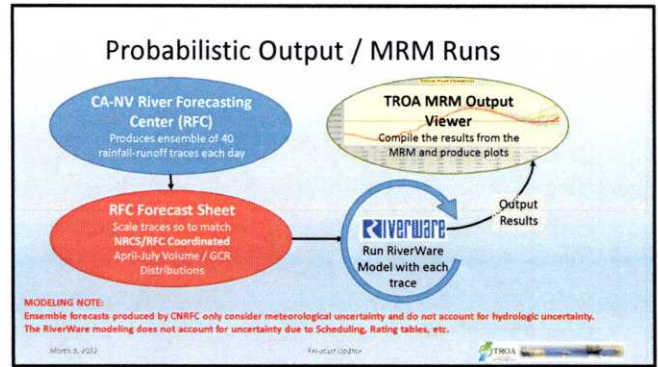 Probabilistic Output / MRM Runs
CA-NV River Forecasting
Center (RFC)
Produces ensemble of 40
rainfall-runoff traces each day
TROA MRM Output
Viewer
Compile the results from the
MRM and produce plots
RFC Forecast Sheet
Scale traces so to match
NRCS/RFC Coordinated
April-July Volume / GCR
Distributions
RIVERWARE
Run RiverWare
Model with each
trace
Output
Results
MODELING NOTE:
Ensemble forecasts produced by CNRFC only consider meteorological uncertainty and do not account for hydrologic uncertainty.
The RiverWare modeling does not account for uncertainty due to Scheduling, Rating tables, etc.
Forecast Update
TROA